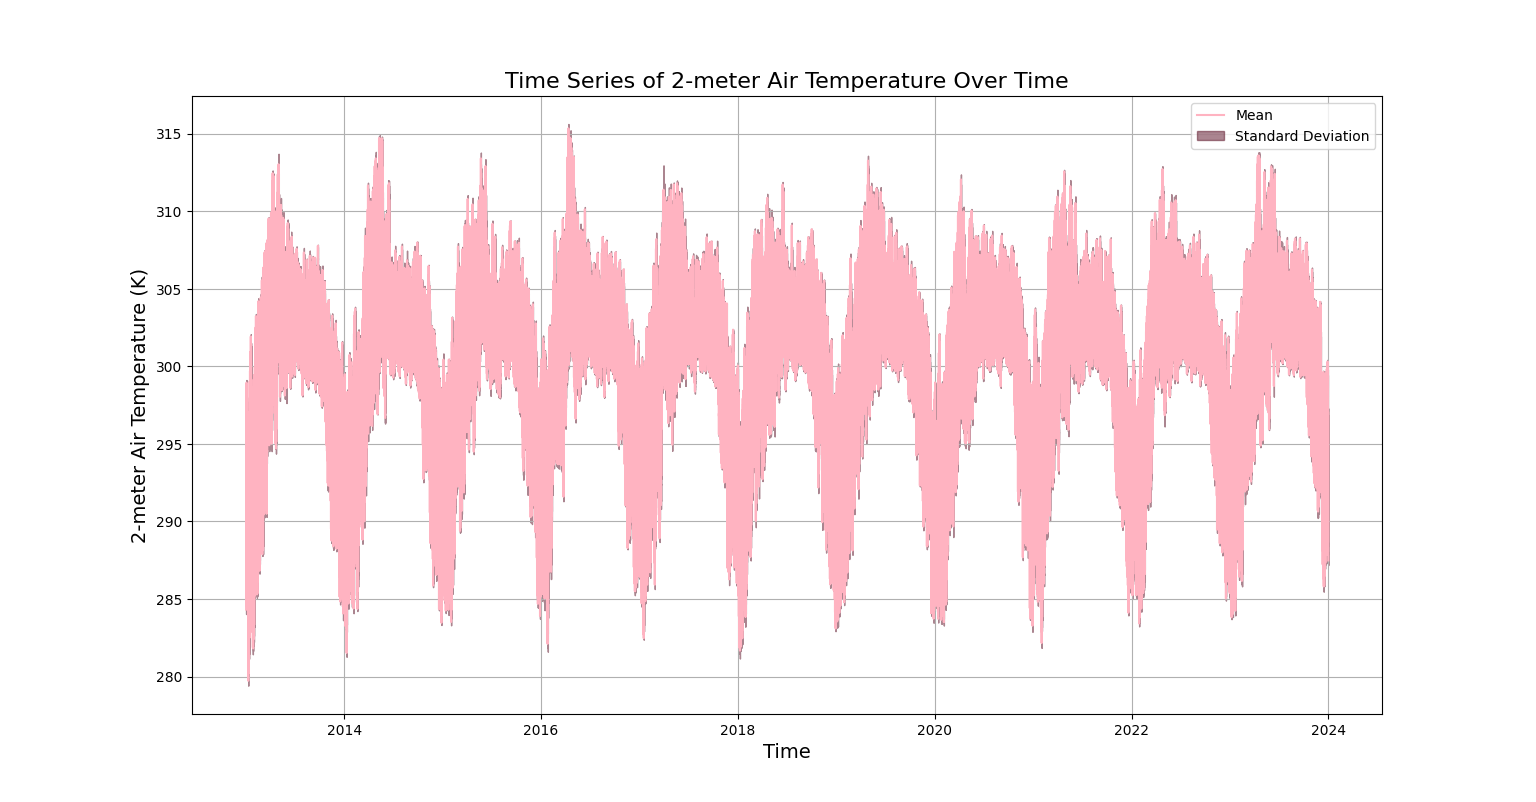 Time Series of 2-meter Air Temperature Over Time
Mean
Standard Deviation
2-meter Air Temperature (K)
315
310
305
300
295
290
285
280
2014
2016
2018
2020
2022
2024
Time